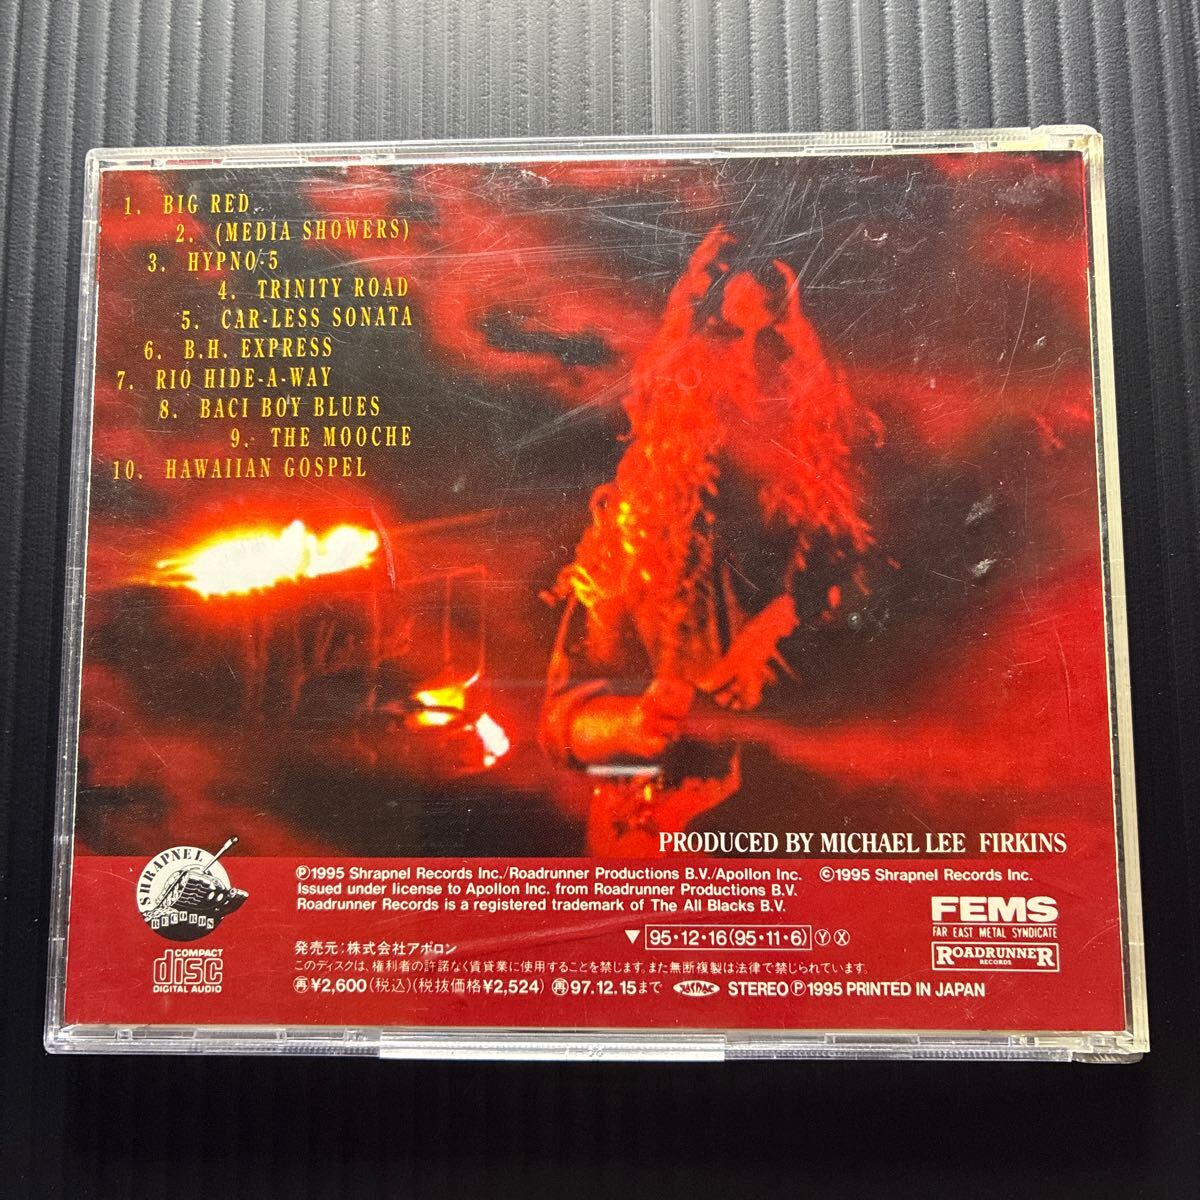 1. BIG RED
2. (MEDIA SHOWERS)
3. HYPNO-5
4. TRINITY ROAD
5. CAR-LESS SONATA
6. B.H. EXPRESS
7. RIO HIDE-A-WAY
8. BACI BOY BLUES
9. THE MOOCHE
10. HAWAIIAN GOSPEL
PRODUCED BY MICHAEL LEE FIRKINS
SHRAPNEL
RECORDS
COMPACT
disc
DIGITAL AUDIO
Ⓟ1995 Shrapnel Records Inc./Roadrunner Productions B.V./Apollon Inc. ©1995 Shrapnel Records Inc.
Issued under license to Apollon Inc. from Roadrunner Productions B.V.
Roadrunner Records is a registered trademark of The All Blacks B.V.
▼95・12・16(95・11・6)ⓎⓍ
発売元:株式会社アポロン
このディスクは、権利者の許諾なく賃貸業に使用することを禁じます。また無断複製は法律で禁じられています。
再¥2,600(税込)(税抜価格¥2,524) 再97.12.15まで STEREO Ⓟ1995 PRINTED IN JAPAN
FEMS
FAR EAST METAL SYNDICATE
ROADRUNNER
RECORDS